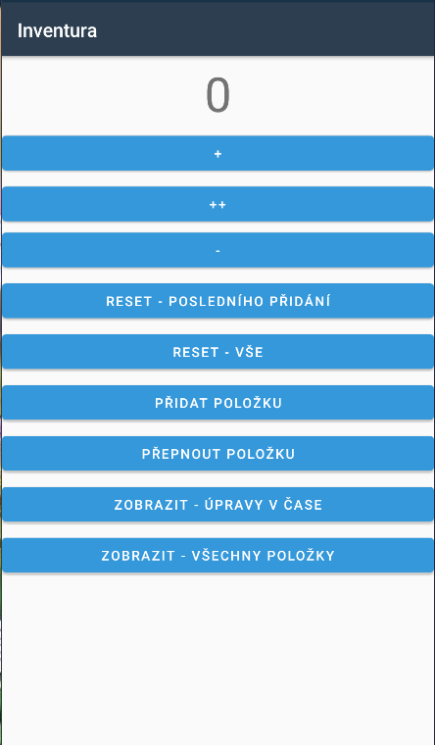 Inventura
0
+
++
-
RESET - POSLEDNÍHO PŘIDÁNÍ
RESET - VŠE
PŘIDAT POLOŽKU
PŘEPNOUT POLOŽKU
ZOBRAZIT - ÚPRAVY V ČASE
ZOBRAZIT - VŠECHNY POLOŽKY